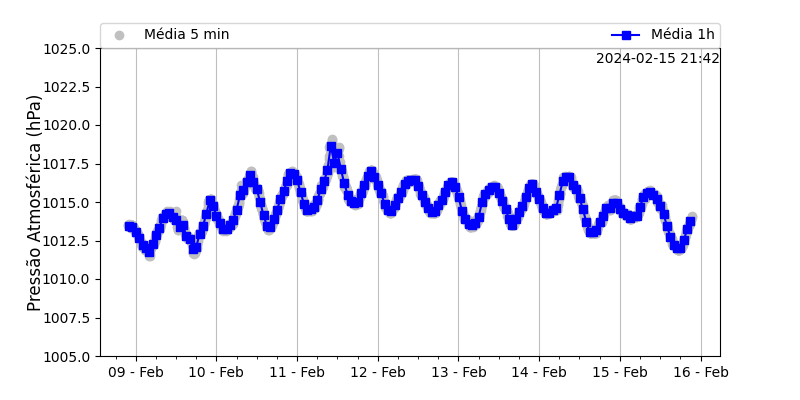 Média 5 min
Média 1h
2024-02-15 21:42
Pressão Atmosférica (hPa)
1025.0
1022.5
1020.0
1017.5
1015.0
1012.5
1010.0
1007.5
1005.0
09 - Feb
10 - Feb
11 - Feb
12 - Feb
13 - Feb
14 - Feb
15 - Feb
16 - Feb